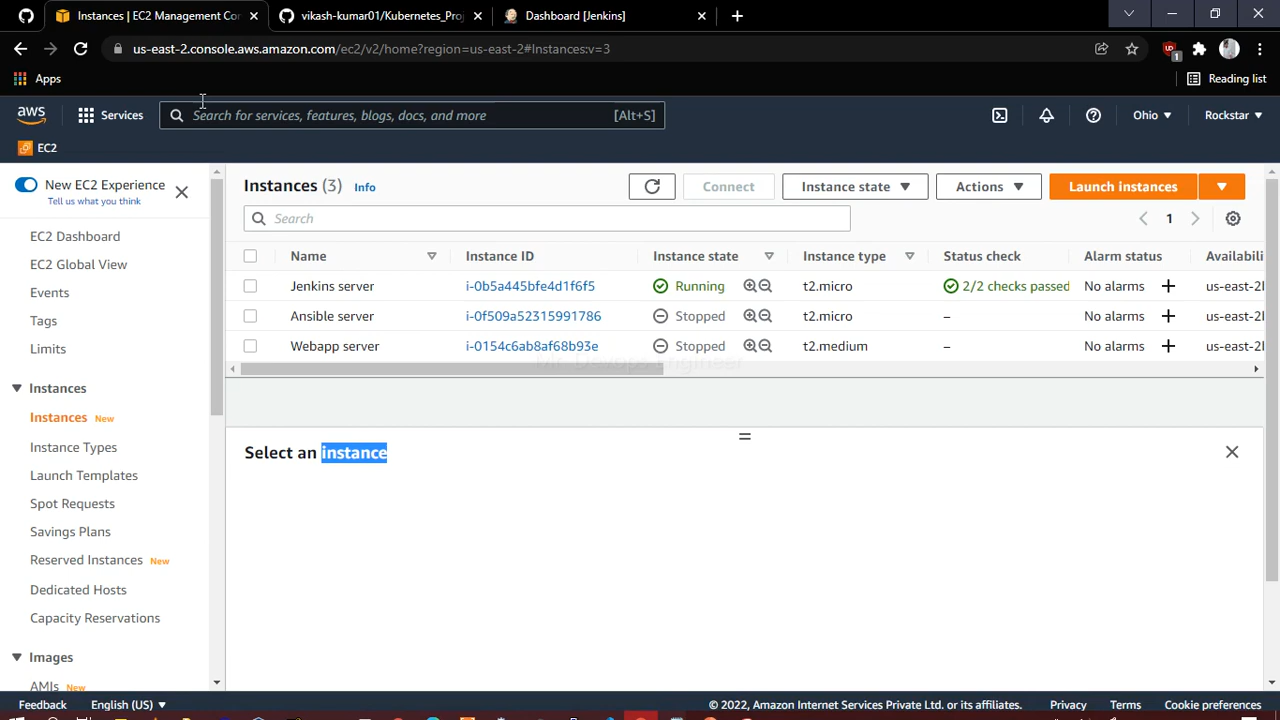 Instances | EC2 Management Co
vikash-kumar01/Kubernetes_Proj
Dashboard [Jenkins]
us-east-2.console.aws.amazon.com/ec2/v2/home?region=us-east-2#Instances:v=3
1
Apps
Reading list
aws
Services
Search for services, features, blogs, docs, and more
[Alt+S]
Ohio
Rockstar
EC2
New EC2 Experience
Tell us what you think
EC2 Dashboard
EC2 Global View
Events
Tags
Limits
Instances
Instances New
Instance Types
Launch Templates
Spot Requests
Savings Plans
Reserved Instances New
Dedicated Hosts
Capacity Reservations
Images
AMIs New
Instances (3) Info
Connect
Instance state
Actions
Launch instances
Search
1
Name Instance ID Instance state Instance type Status check Alarm status Availabili
Jenkins server i-0b5a445bfe4d1f6f5 Running t2.micro 2/2 checks passed No alarms + us-east-2
Ansible server i-0f509a52315991786 Stopped t2.micro – No alarms + us-east-2
Webapp server i-0154c6ab8af68b93e Stopped t2.medium – No alarms + us-east-2
Mr. Devops engineer
Select an instance
Feedback English (US) © 2022, Amazon Internet Services Private Ltd. or its affiliates. Privacy Terms Cookie preferences